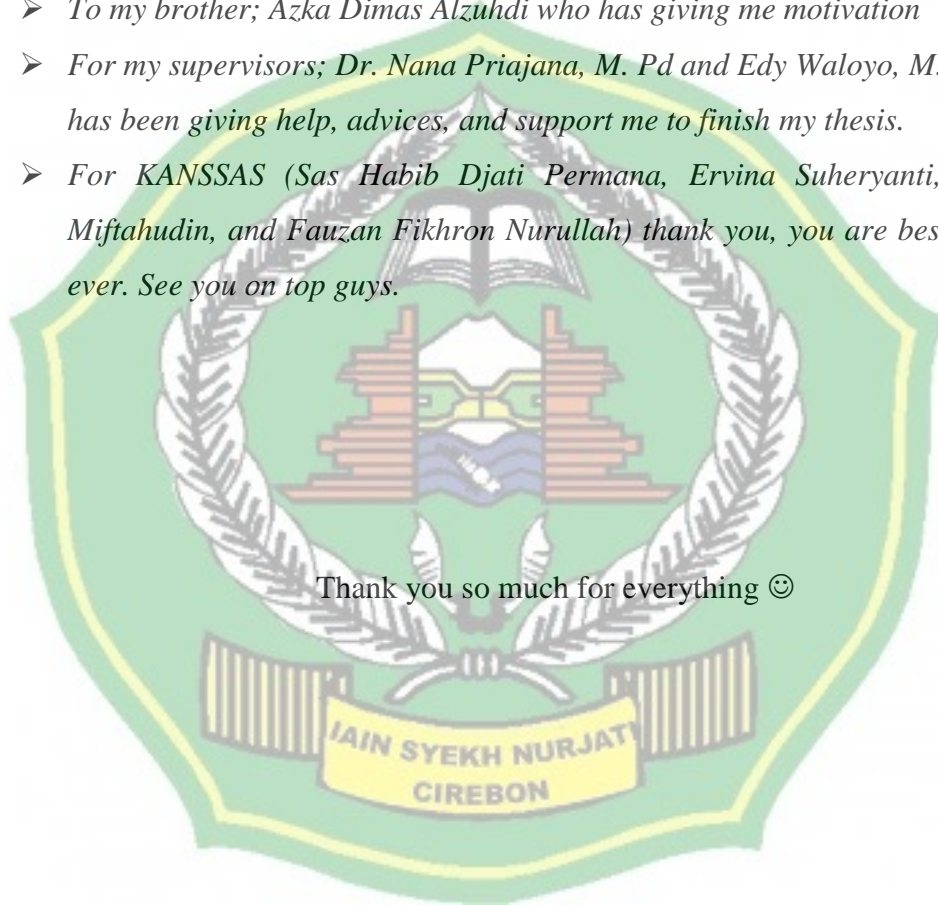 ➢ To my brother; Azka Dimas Alzuhdi who has giving me motivation
➢ For my supervisors; Dr. Nana Priajana, M. Pd and Edy Waloyo, M.
has been giving help, advices, and support me to finish my thesis.
➢ For KANSSAS (Sas Habib Djati Permana, Ervina Suheryanti,
Miftahudin, and Fauzan Fikhron Nurullah) thank you, you are bes
ever. See you on top guys.
Thank you so much for everything ☺
IAIN SYEKH NURJATI
CIREBON